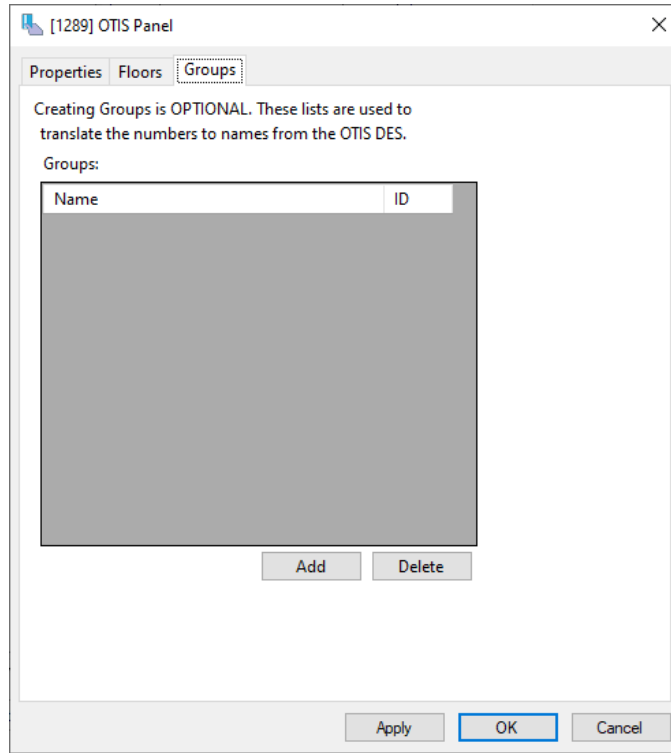 [1289] OTIS Panel
Properties Floors Groups
Creating Groups is OPTIONAL. These lists are used to
translate the numbers to names from the OTIS DES.
Groups:
Name ID
Add Delete
Apply OK Cancel